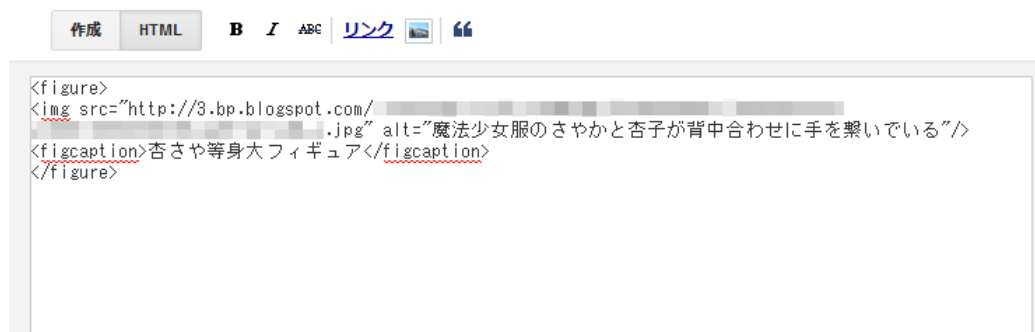 作成 HTML B I ABC リンク
<figure>
<img src="http://3.bp.blogspot.com/
.jpg" alt="魔法少女服のさやかと杏子が背中合わせに手を繋いでいる"/>
<figcaption>杏さや等身大フィギュア</figcaption>
</figure>